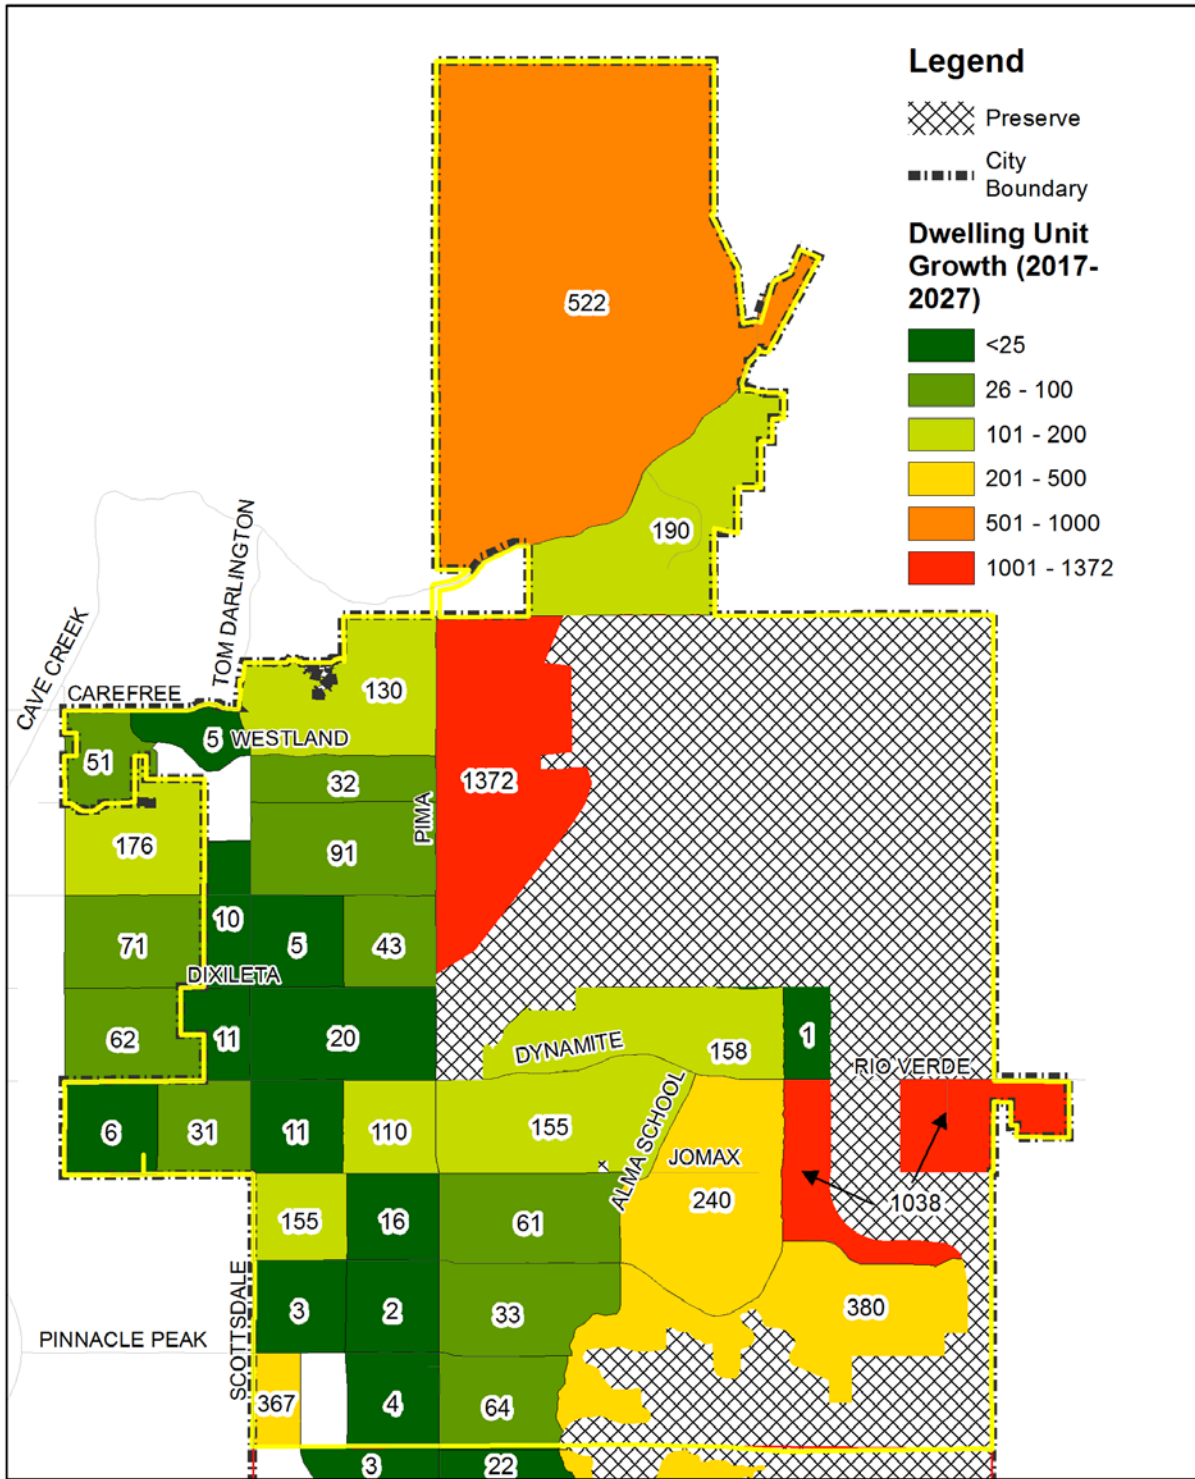 Legend
Preserve
City
Boundary
Dwelling Unit
Growth (2017-
2027)
<25
26 - 100
101 - 200
201 - 500
501 - 1000
1001 - 1372
522
190
TOM DARLINGTON
CAVE CREEK
CAREFREE
130
5
WESTLAND
51
32
1372
PIMA
176
91
10
71
5
43
DIXILETA
62
11
20
DYNAMITE
158
1
RIO VERDE
6
31
11
110
155
ALMA SCHOOL
JOMAX
155
16
61
240
1038
SCOTTSDALE
3
2
33
380
PINNACLE PEAK
367
4
64
3
22